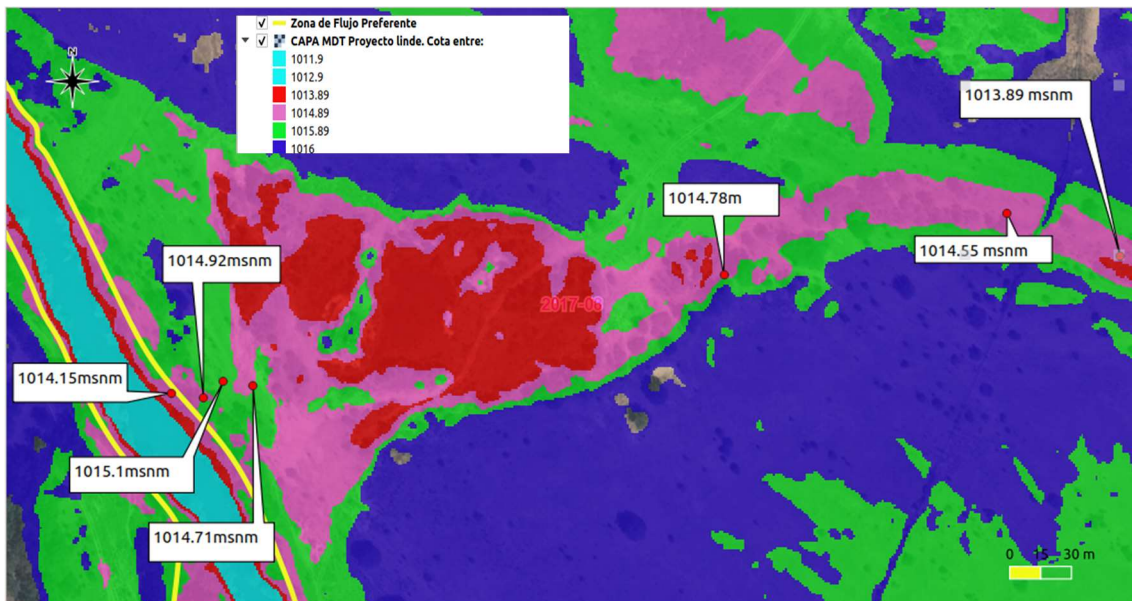 Zona de Flujo Preferente
CAPA MDT Proyecto linde. Cota entre:
1011.9
1012.9
1013.89
1014.89
1015.89
1016
N
1013.89 msnm
1014.78m
1014.55 msnm
1014.92msnm
2017-06
1014.15msnm
1015.1msnm
1014.71msnm
0 15 30 m